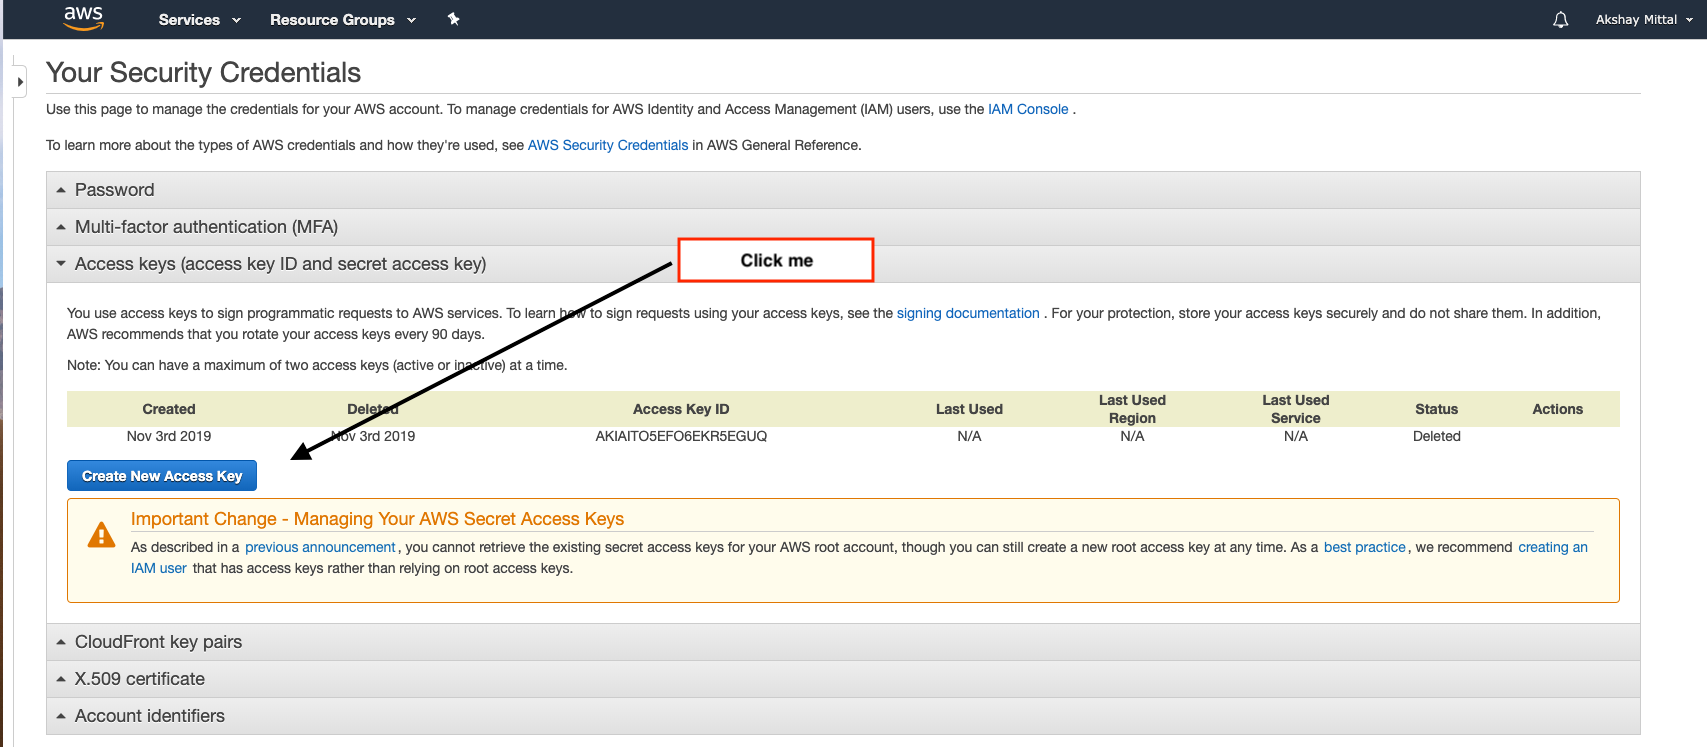 aws Services Resource Groups Akshay Mittal
Your Security Credentials
Use this page to manage the credentials for your AWS account. To manage credentials for AWS Identity and Access Management (IAM) users, use the IAM Console .
To learn more about the types of AWS credentials and how they're used, see AWS Security Credentials in AWS General Reference.
Password
Multi-factor authentication (MFA)
Access keys (access key ID and secret access key)
Click me
You use access keys to sign programmatic requests to AWS services. To learn how to sign requests using your access keys, see the signing documentation . For your protection, store your access keys securely and do not share them. In addition,
AWS recommends that you rotate your access keys every 90 days.
Note: You can have a maximum of two access keys (active or inactive) at a time.
Created Deleted Access Key ID Last Used Last Used Region Last Used Service Status Actions
Nov 3rd 2019 Nov 3rd 2019 AKIAITO5EFO6EKR5EGUQ N/A N/A N/A Deleted
Create New Access Key
Important Change - Managing Your AWS Secret Access Keys
As described in a previous announcement, you cannot retrieve the existing secret access keys for your AWS root account, though you can still create a new root access key at any time. As a best practice, we recommend creating an
IAM user that has access keys rather than relying on root access keys.
CloudFront key pairs
X.509 certificate
Account identifiers